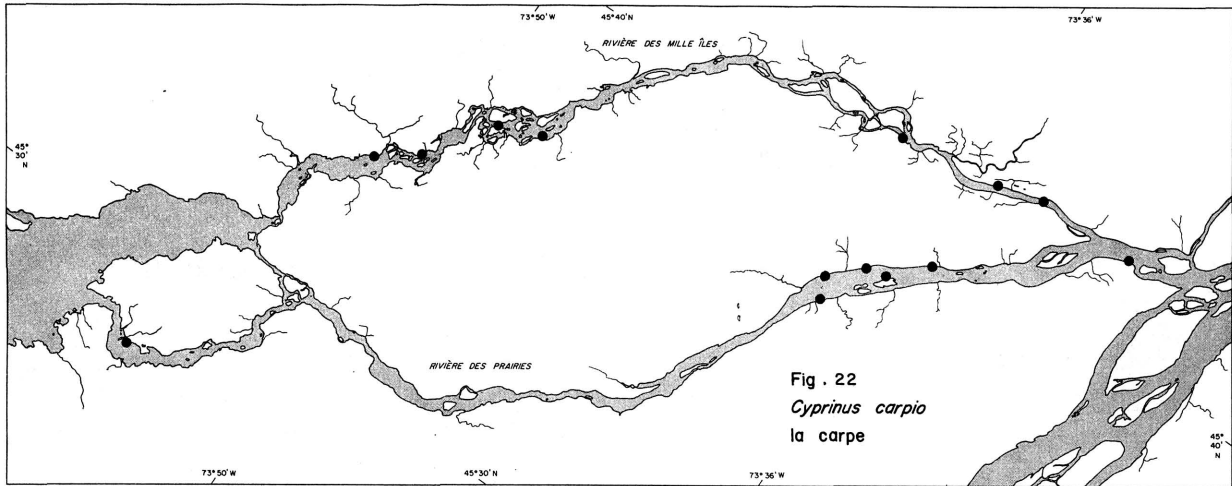 73°50'W
45°40'N
73°36'W
RIVIÈRE DES MILLE ÎLES
45°
30'
N
RIVIÈRE DES PRAIRIES
Fig. 22
Cyprinus carpio
la carpe
45°
40'
N
73°50'W
45°30'N
73°36'W